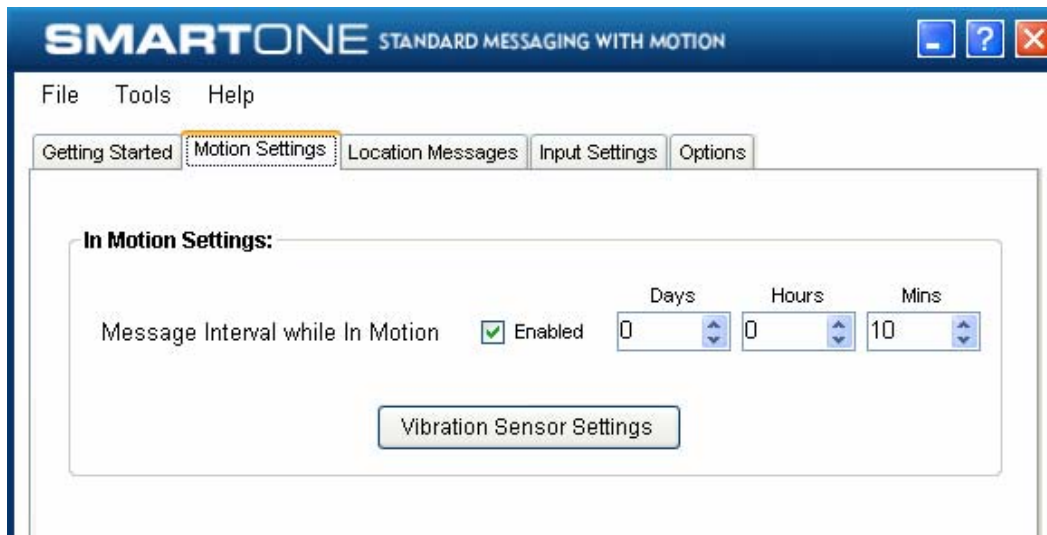 SMARTONE STANDARD MESSAGING WITH MOTION
File Tools Help
Getting Started Motion Settings Location Messages Input Settings Options
In Motion Settings:
Days Hours Mins
Message Interval while In Motion Enabled 0 0 10
Vibration Sensor Settings